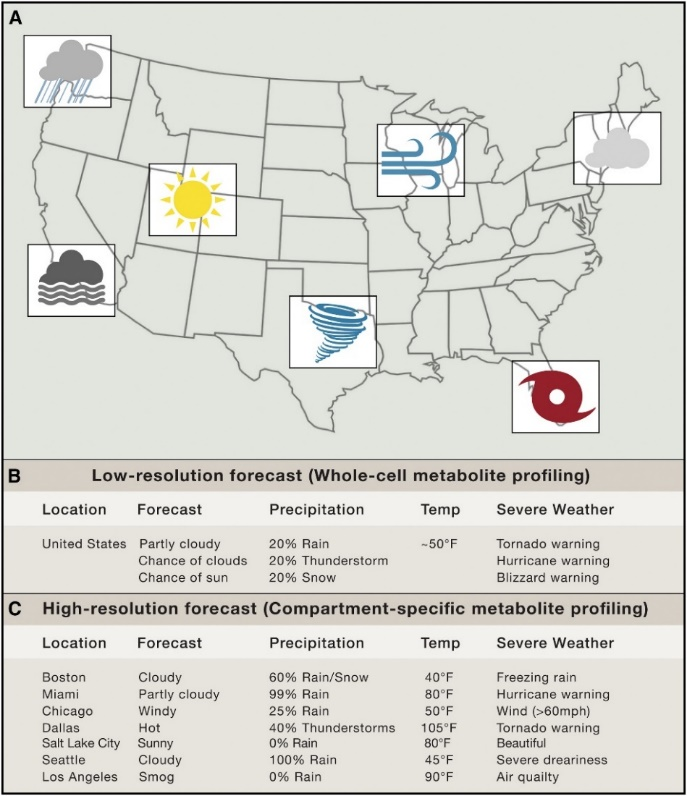 A
B Low-resolution forecast (Whole-cell metabolite profiling)
Location Forecast Precipitation Temp Severe Weather
United States Partly cloudy 20% Rain ~50°F Tornado warning
Chance of clouds 20% Thunderstorm Hurricane warning
Chance of sun 20% Snow Blizzard warning
C High-resolution forecast (Compartment-specific metabolite profiling)
Location Forecast Precipitation Temp Severe Weather
Boston Cloudy 60% Rain/Snow 40°F Freezing rain
Miami Partly cloudy 99% Rain 80°F Hurricane warning
Chicago Windy 25% Rain 50°F Wind (>60mph)
Dallas Hot 40% Thunderstorms 105°F Tornado warning
Salt Lake City Sunny 0% Rain 80°F Beautiful
Seattle Cloudy 100% Rain 45°F Severe dreariness
Los Angeles Smog 0% Rain 90°F Air quailty